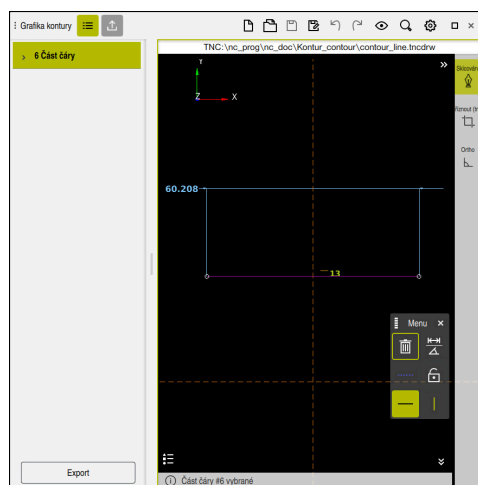 Grafika kontury
TNC:\nc_prog\nc_doc\Kontur_contour\contour_line.tncdrw
6 Část čáry
Y
Z
X
60.208
13
Ortho
Menu
Export
Část čáry #6 vybrané